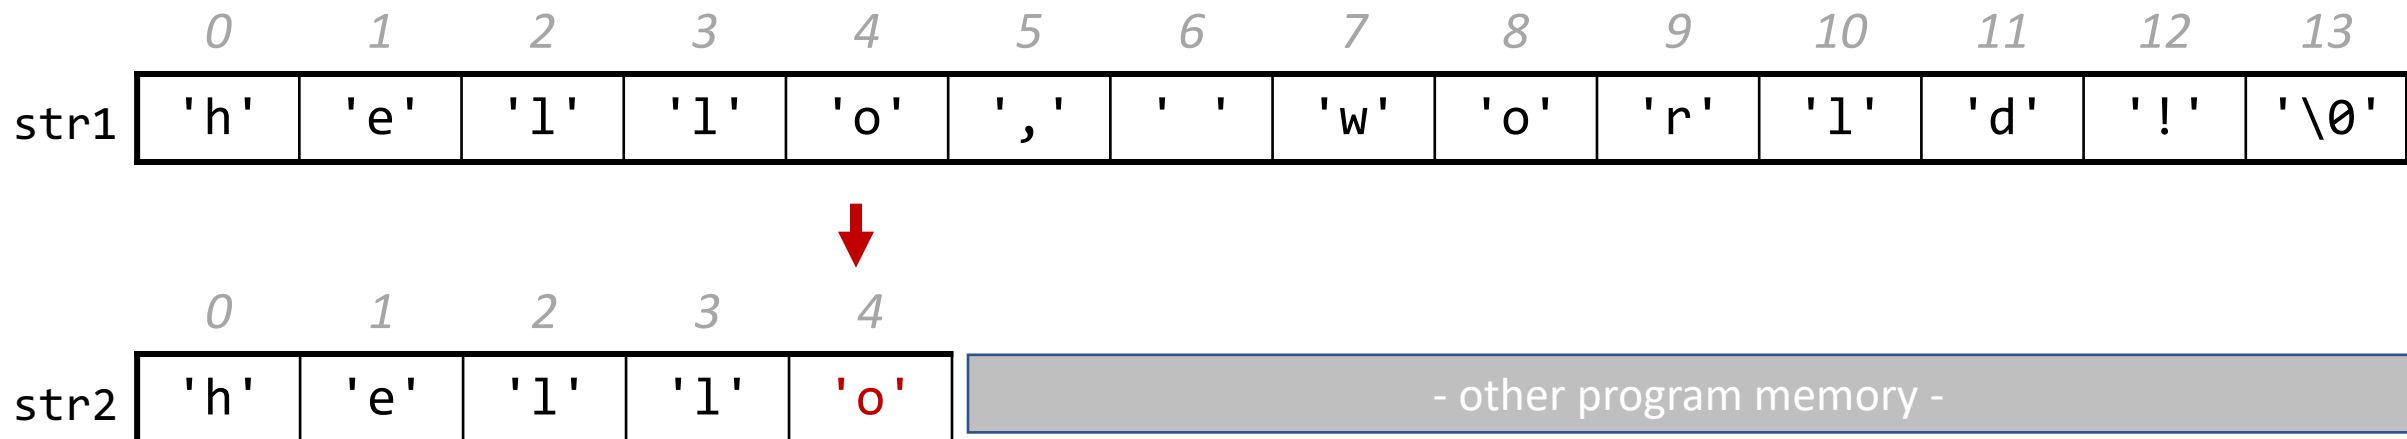 0 1 2 3 4 5 6 7 8 9 10 11 12 13
str1 'h' 'e' 'l' 'l' 'o' ',' ' ' 'w' 'o' 'r' 'l' 'd' '!' '\0'
0 1 2 3 4
str2 'h' 'e' 'l' 'l' 'o' - other program memory -